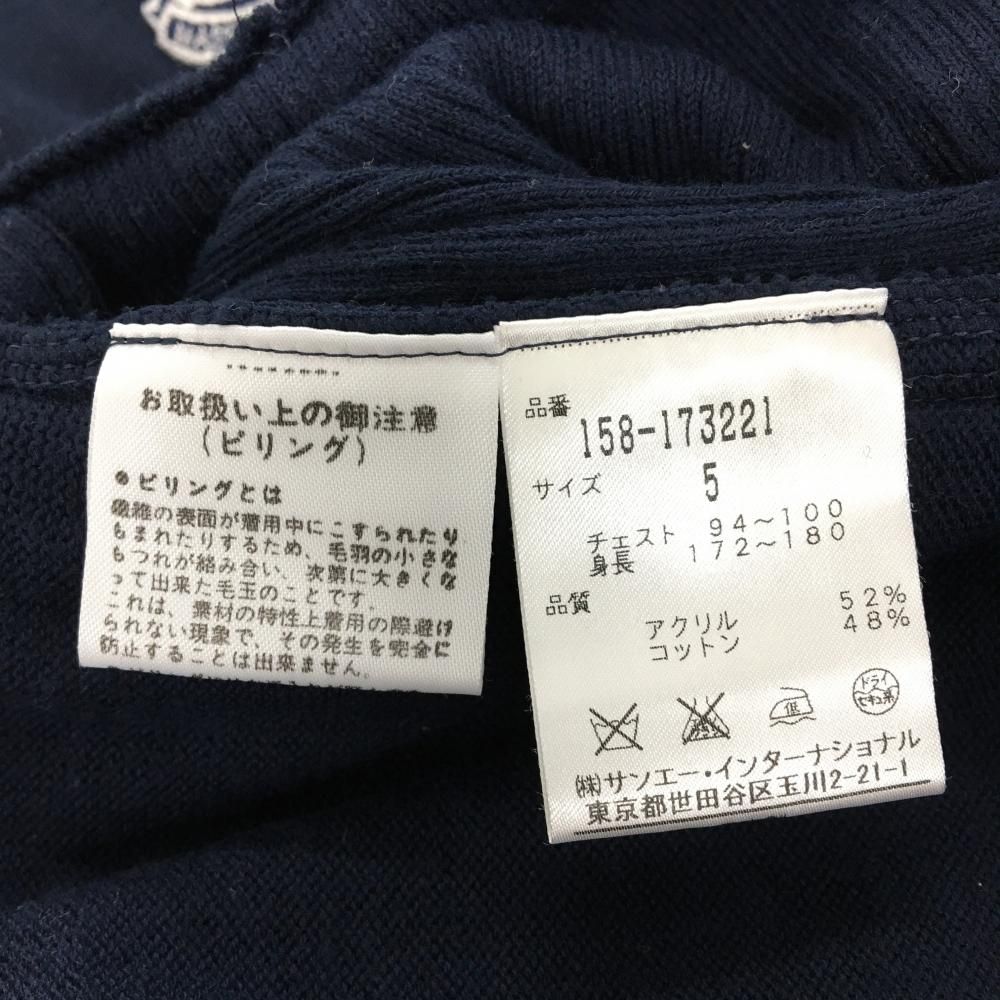 お取扱い上の御注意
(ピリング)
●ピリングとは
繊維の表面が着用中にこすられたり
もまれたりするため、毛羽の小さな
もつれが絡み合い、次第に大きくな
って出来た毛玉のことです。
これは、素材の特性上着用の際避け
られない現象で、その発生を完全に
防止することは出来ません。
品番
158-173221
サイズ 5
チェスト 94～100
身長 172～180
品質
アクリル 52%
コットン 48%
低
ドライ
セキユ系
(株)サンエー・インターナショナル
東京都世田谷区玉川2-21-1